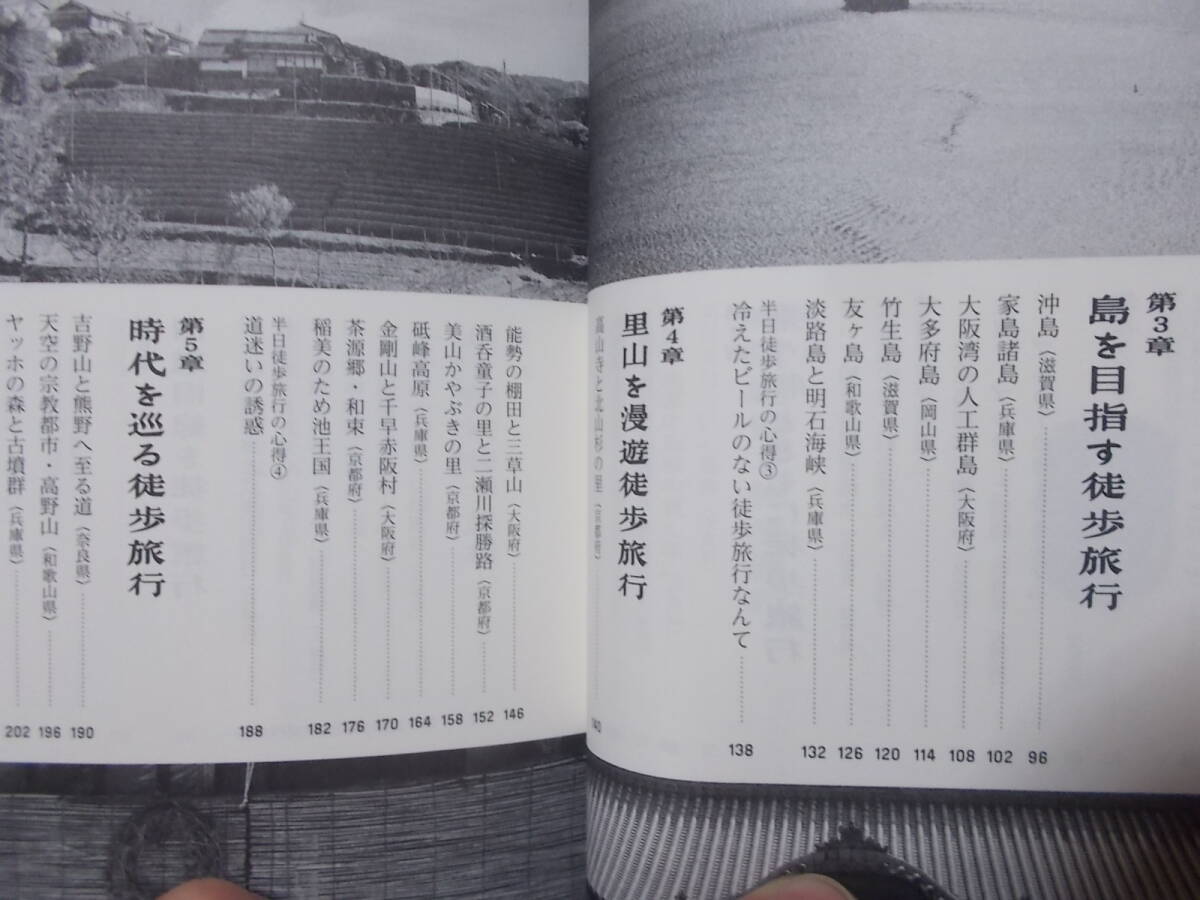 第3章
島を目指す徒歩旅行
沖島（滋賀県） 96
家島諸島（兵庫県） 102
大阪湾の人工群島（大阪府） 108
大多府島（岡山県） 114
竹生島（滋賀県） 120
友ヶ島（和歌山県） 126
淡路島と明石海峡（兵庫県） 132
半日徒歩旅行の心得③
冷えたビールのない徒歩旅行なんて 138
第4章
里山を漫遊徒歩旅行
高山寺と北山杉の里（京都府） 140
能勢の棚田と三草山（大阪府） 146
酒呑童子の里と二瀬川探勝路（京都府） 152
美山かやぶきの里（京都府） 158
砥峰高原（兵庫県） 164
金剛山と千早赤阪村（大阪府） 170
茶源郷・和束（京都府） 176
稲美のため池王国（兵庫県） 182
半日徒歩旅行の心得④
道迷いの誘惑 188
第5章
時代を巡る徒歩旅行
吉野山と熊野へ至る道（奈良県） 190
天空の宗教都市・高野山（和歌山県） 196
ヤッホの森と古墳群（兵庫県） 202